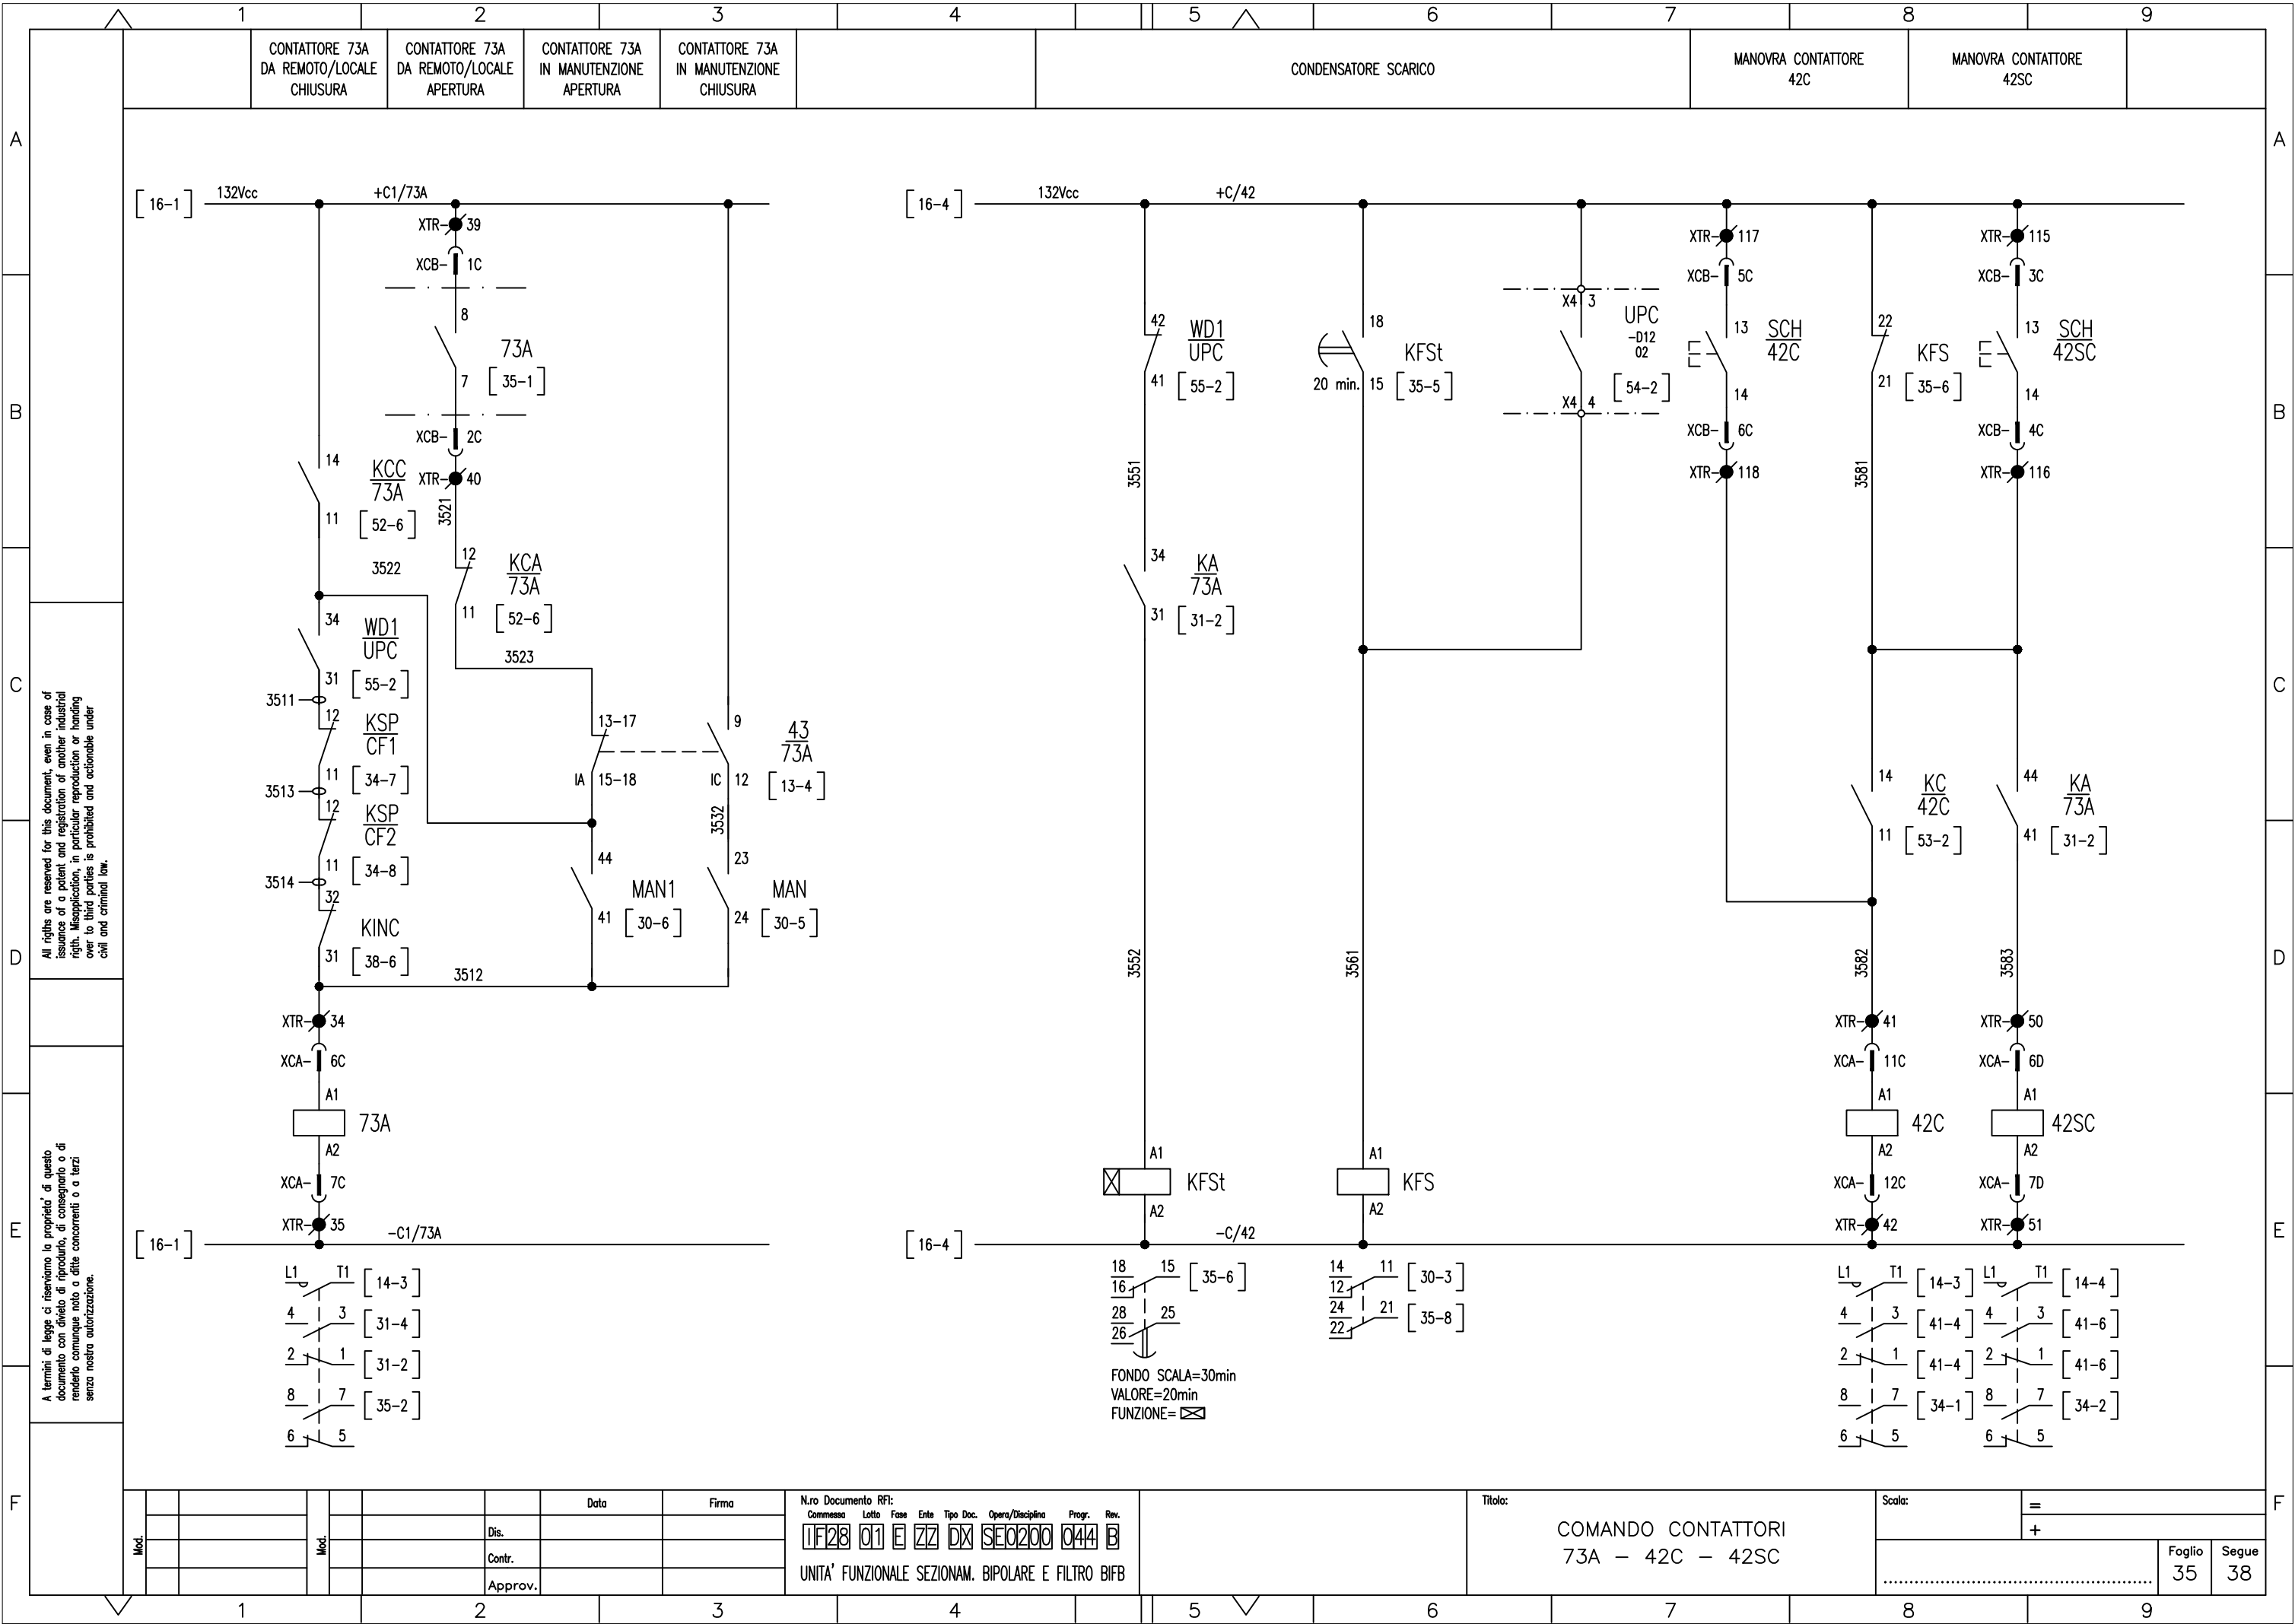 1 2 3 4 5 6 7 8 9
CONTATTORE 73A
DA REMOTO/LOCALE
CHIUSURA
CONTATTORE 73A
DA REMOTO/LOCALE
APERTURA
CONTATTORE 73A
IN MANUTENZIONE
APERTURA
CONTATTORE 73A
IN MANUTENZIONE
CHIUSURA
CONDENSATORE SCARICO
MANOVRA CONTATTORE
42C
MANOVRA CONTATTORE
42SC
A A
B B
C C
D D
E E
F F
[16-1] 132Vcc +C1/73A
14
KCC
73A
11 [52-6]
3522
34
WD1
UPC
31 [55-2]
3511
12
KSP
CF1
11 [34-7]
3513
12
KSP
CF2
11 [34-8]
3514
32
KINC
31 [38-6]
3512
XTR- 34
XCA- 6C
A1
73A
A2
XCA- 7C
XTR- 35
[16-1] -C1/73A
L1 T1 [14-3]
4 3 [31-4]
2 1 [31-2]
8 7 [35-2]
6 5
XTR- 39
XCB- 1C
8
73A
7 [35-1]
XCB- 2C
XTR- 40
3521
12
KCA
73A
11 [52-6]
3523
13-17
IA 15-18
44
MAN1
41 [30-6]
9
43
73A
IC 12 [13-4]
3532
23
MAN
24 [30-5]
[16-4] 132Vcc +C/42
42
WD1
UPC
41 [55-2]
3551
34
KA
73A
31 [31-2]
3552
A1
KFSt
A2
18 15 [35-6]
16
28 25
26
FONDO SCALA=30min
VALORE=20min
FUNZIONE=
18
KFSt
20 min. 15 [35-5]
3561
A1
KFS
A2
14 11 [30-3]
12
24 21 [35-8]
22
X4 3
UPC
-D12
02
[54-2]
X4 4
XTR- 117
XCB- 5C
13
SCH
42C
14
XCB- 6C
XTR- 118
22
KFS
21 [35-6]
3581
14
KC
42C
11 [53-2]
3582
XTR- 41
XCA- 11C
A1
42C
A2
XCA- 12C
XTR- 42
L1 T1 [14-3]
4 3 [41-4]
2 1 [41-4]
8 7 [34-1]
6 5
XTR- 115
XCB- 3C
13
SCH
42SC
14
XCB- 4C
XTR- 116
44
KA
73A
41 [31-2]
3583
XTR- 50
XCA- 6D
A1
42SC
A2
XCA- 7D
XTR- 51
L1 T1 [14-4]
4 3 [41-6]
2 1 [41-6]
8 7 [34-2]
6 5
[16-4] -C/42
All rigths are reserved for this document, even in case of
issuance of a patent and registration of another industrial
rigth. Misapplication, in particular reproduction or handing
over to third parties is prohibited and actionable under
civil and criminal law.
A termini di legge ci riserviamo la proprieta' di questo
documento con divieto di riprodurlo, di consegnarlo o di
renderlo comunque noto a ditte concorrenti o a terzi
senza nostra autorizzazione.
Mod.
Mod.
Data Firma
Dis.
Contr.
Approv.
N.ro Documento RFI:
Commessa Lotto Fase Ente Tipo Doc. Opera/Disciplina Progr. Rev.
IF28 01 E ZZ DX SE0200 044 B
UNITA' FUNZIONALE SEZIONAM. BIPOLARE E FILTRO BIFB
Titolo:
COMANDO CONTATTORI
73A - 42C - 42SC
Scala:
=
+
Foglio
35
Segue
38
1 2 3 4 5 6 7 8 9